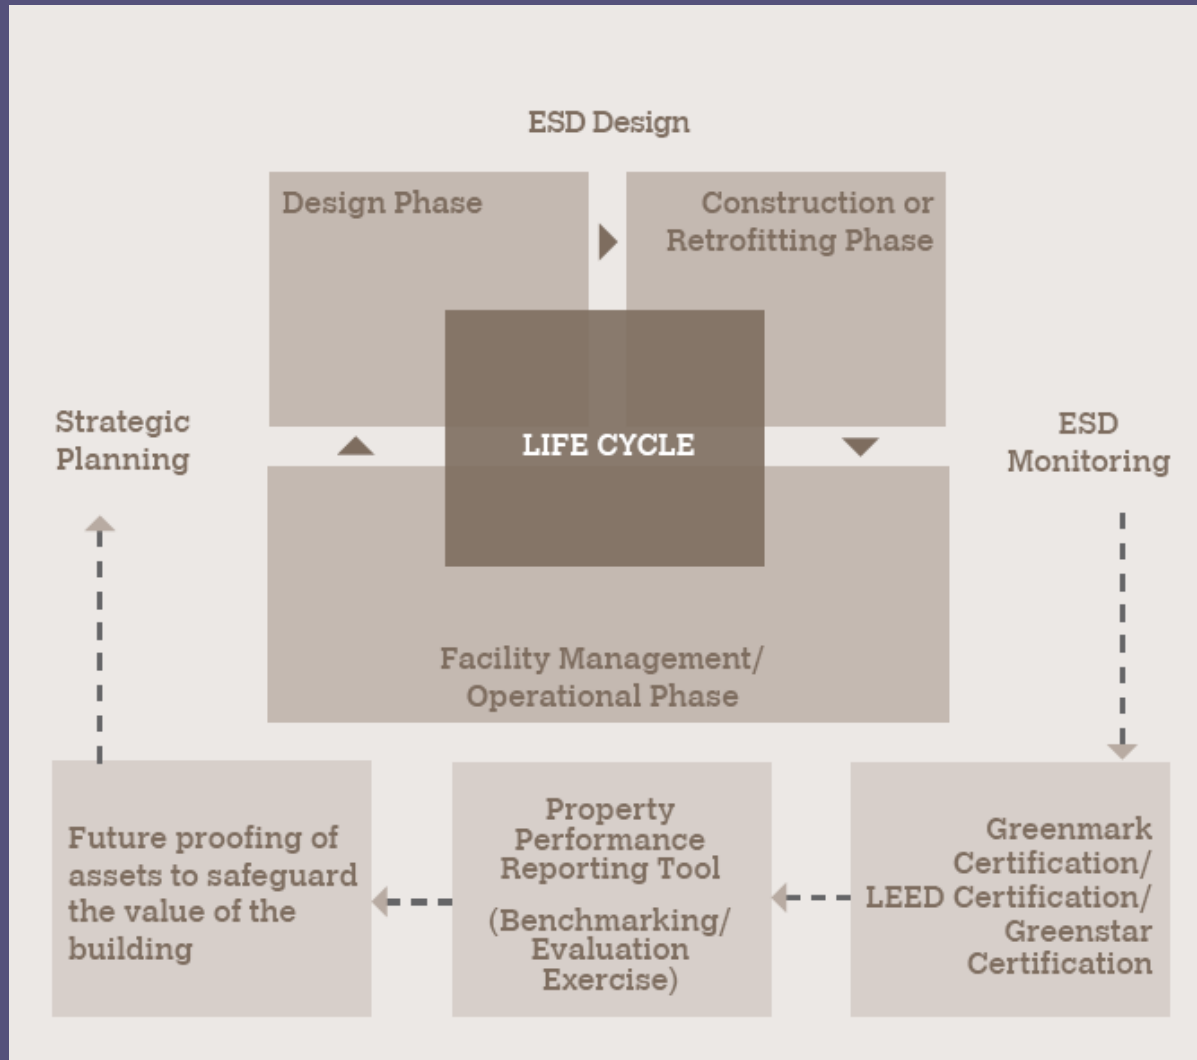 ESD Design
Design Phase
Construction or
Retrofitting Phase
LIFE CYCLE
Strategic
Planning
ESD
Monitoring
Facility Management/
Operational Phase
Future proofing of
assets to safeguard
the value of the
building
Property
Performance
Reporting Tool
(Benchmarking/
Evaluation
Exercise)
Greenmark
Certification/
LEED Certification/
Greenstar
Certification